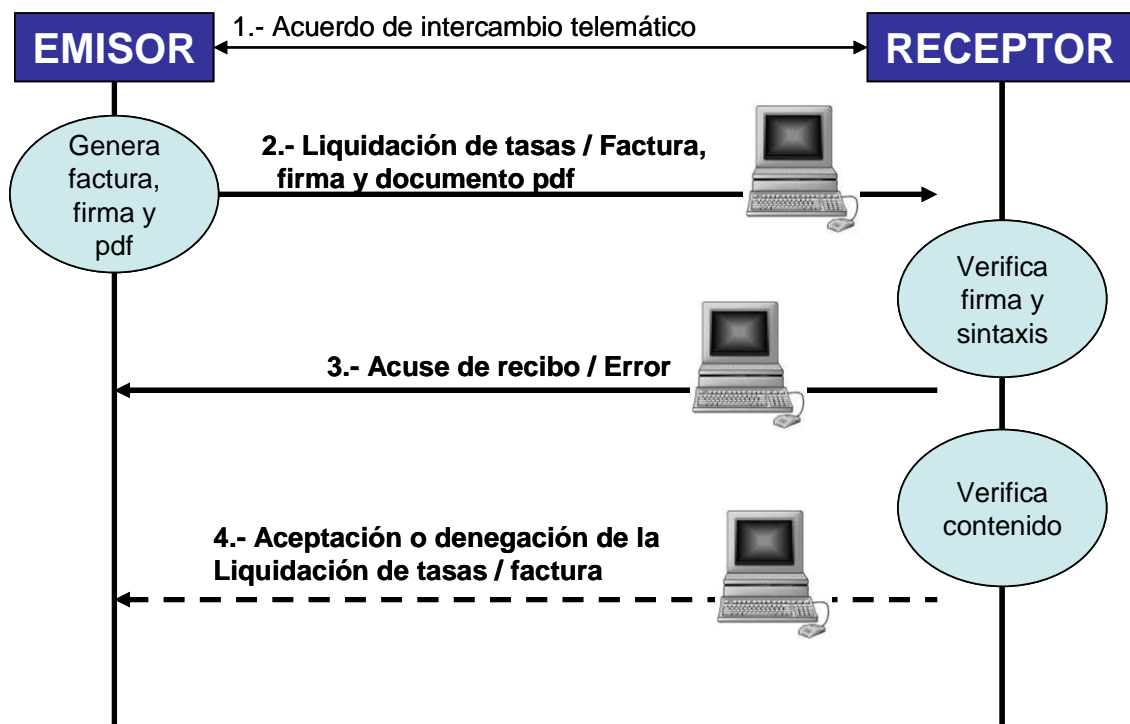 1.- Acuerdo de intercambio telemático
EMISOR
RECEPTOR
Genera
factura,
firma y
pdf
2.- Liquidación de tasas / Factura,
firma y documento pdf
Verifica
firma y
sintaxis
3.- Acuse de recibo / Error
Verifica
contenido
4.- Aceptación o denegación de la
Liquidación de tasas / factura